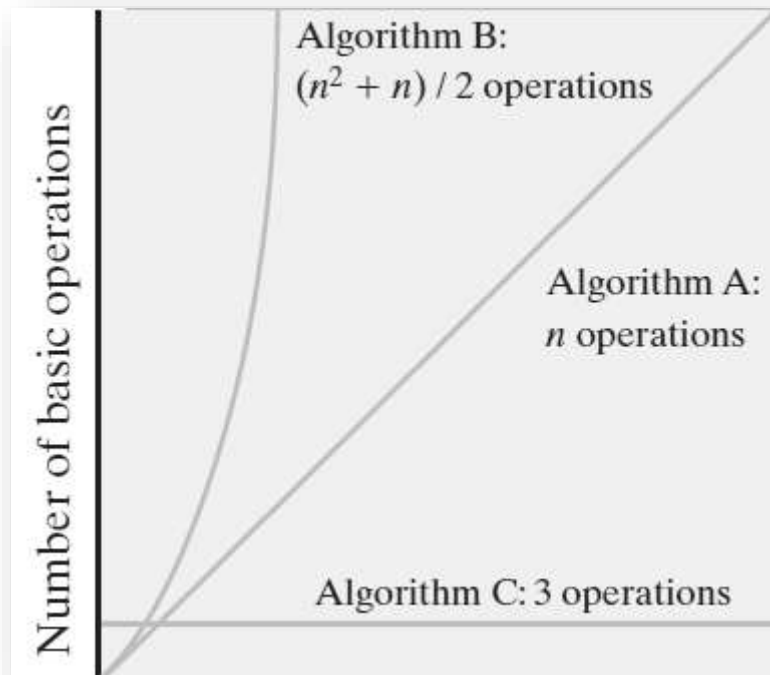 Number of basic operations
Algorithm B:
(n² + n) / 2 operations
Algorithm A:
n operations
Algorithm C: 3 operations